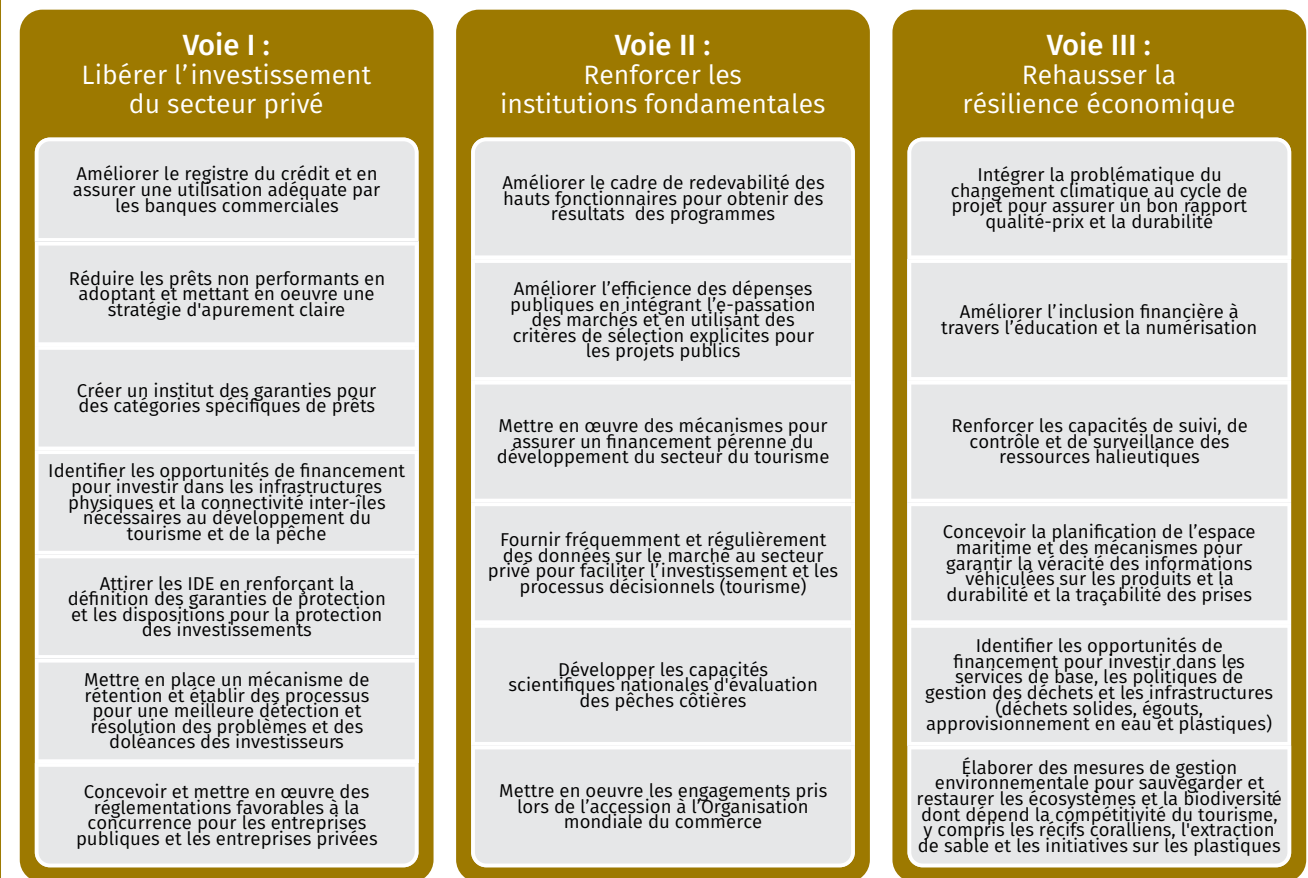 Voie I :
Libérer l’investissement
du secteur privé
Améliorer le registre du crédit et en
assurer une utilisation adéquate par
les banques commerciales
Réduire les prêts non performants en
adoptant et mettant en oeuvre une
stratégie d'apurement claire
Créer un institut des garanties pour
des catégories spécifiques de prêts
Identifier les opportunités de financement
pour investir dans les infrastructures
physiques et la connectivité inter-îles
nécessaires au développement du
tourisme et de la pêche
Attirer les IDE en renforçant la
définition des garanties de protection
et les dispositions pour la protection
des investissements
Mettre en place un mécanisme de
rétention et établir des processus
pour une meilleure détection et
résolution des problèmes et des
doléances des investisseurs
Concevoir et mettre en œuvre des
réglementations favorables à la
concurrence pour les entreprises
publiques et les entreprises privées
Voie II :
Renforcer les
institutions fondamentales
Améliorer le cadre de redevabilité des
hauts fonctionnaires pour obtenir des
résultats des programmes
Améliorer l’efficience des dépenses
publiques en intégrant l’e-passation
des marchés et en utilisant des
critères de sélection explicites pour
les projets publics
Mettre en œuvre des mécanismes pour
assurer un financement pérenne du
développement du secteur du tourisme
Fournir fréquemment et régulièrement
des données sur le marché au secteur
privé pour faciliter l’investissement et les
processus décisionnels (tourisme)
Développer les capacités
scientifiques nationales d'évaluation
des pêches côtières
Mettre en oeuvre les engagements pris
lors de l’accession à l’Organisation
mondiale du commerce
Voie III :
Rehausser la
résilience économique
Intégrer la problématique du
changement climatique au cycle de
projet pour assurer un bon rapport
qualité-prix et la durabilité
Améliorer l’inclusion financière à
travers l’éducation et la numérisation
Renforcer les capacités de suivi, de
contrôle et de surveillance des
ressources halieutiques
Concevoir la planification de l’espace
maritime et des mécanismes pour
garantir la véracité des informations
véhiculées sur les produits et la
durabilité et la traçabilité des prises
Identifier les opportunités de
financement pour investir dans les
services de base, les politiques de
gestion des déchets et les infrastructures
(déchets solides, égouts,
approvisionnement en eau et plastiques)
Élaborer des mesures de gestion
environnementale pour sauvegarder et
restaurer les écosystèmes et la biodiversité
dont dépend la compétitivité du tourisme,
y compris les récifs coralliens, l'extraction
de sable et les initiatives sur les plastiques